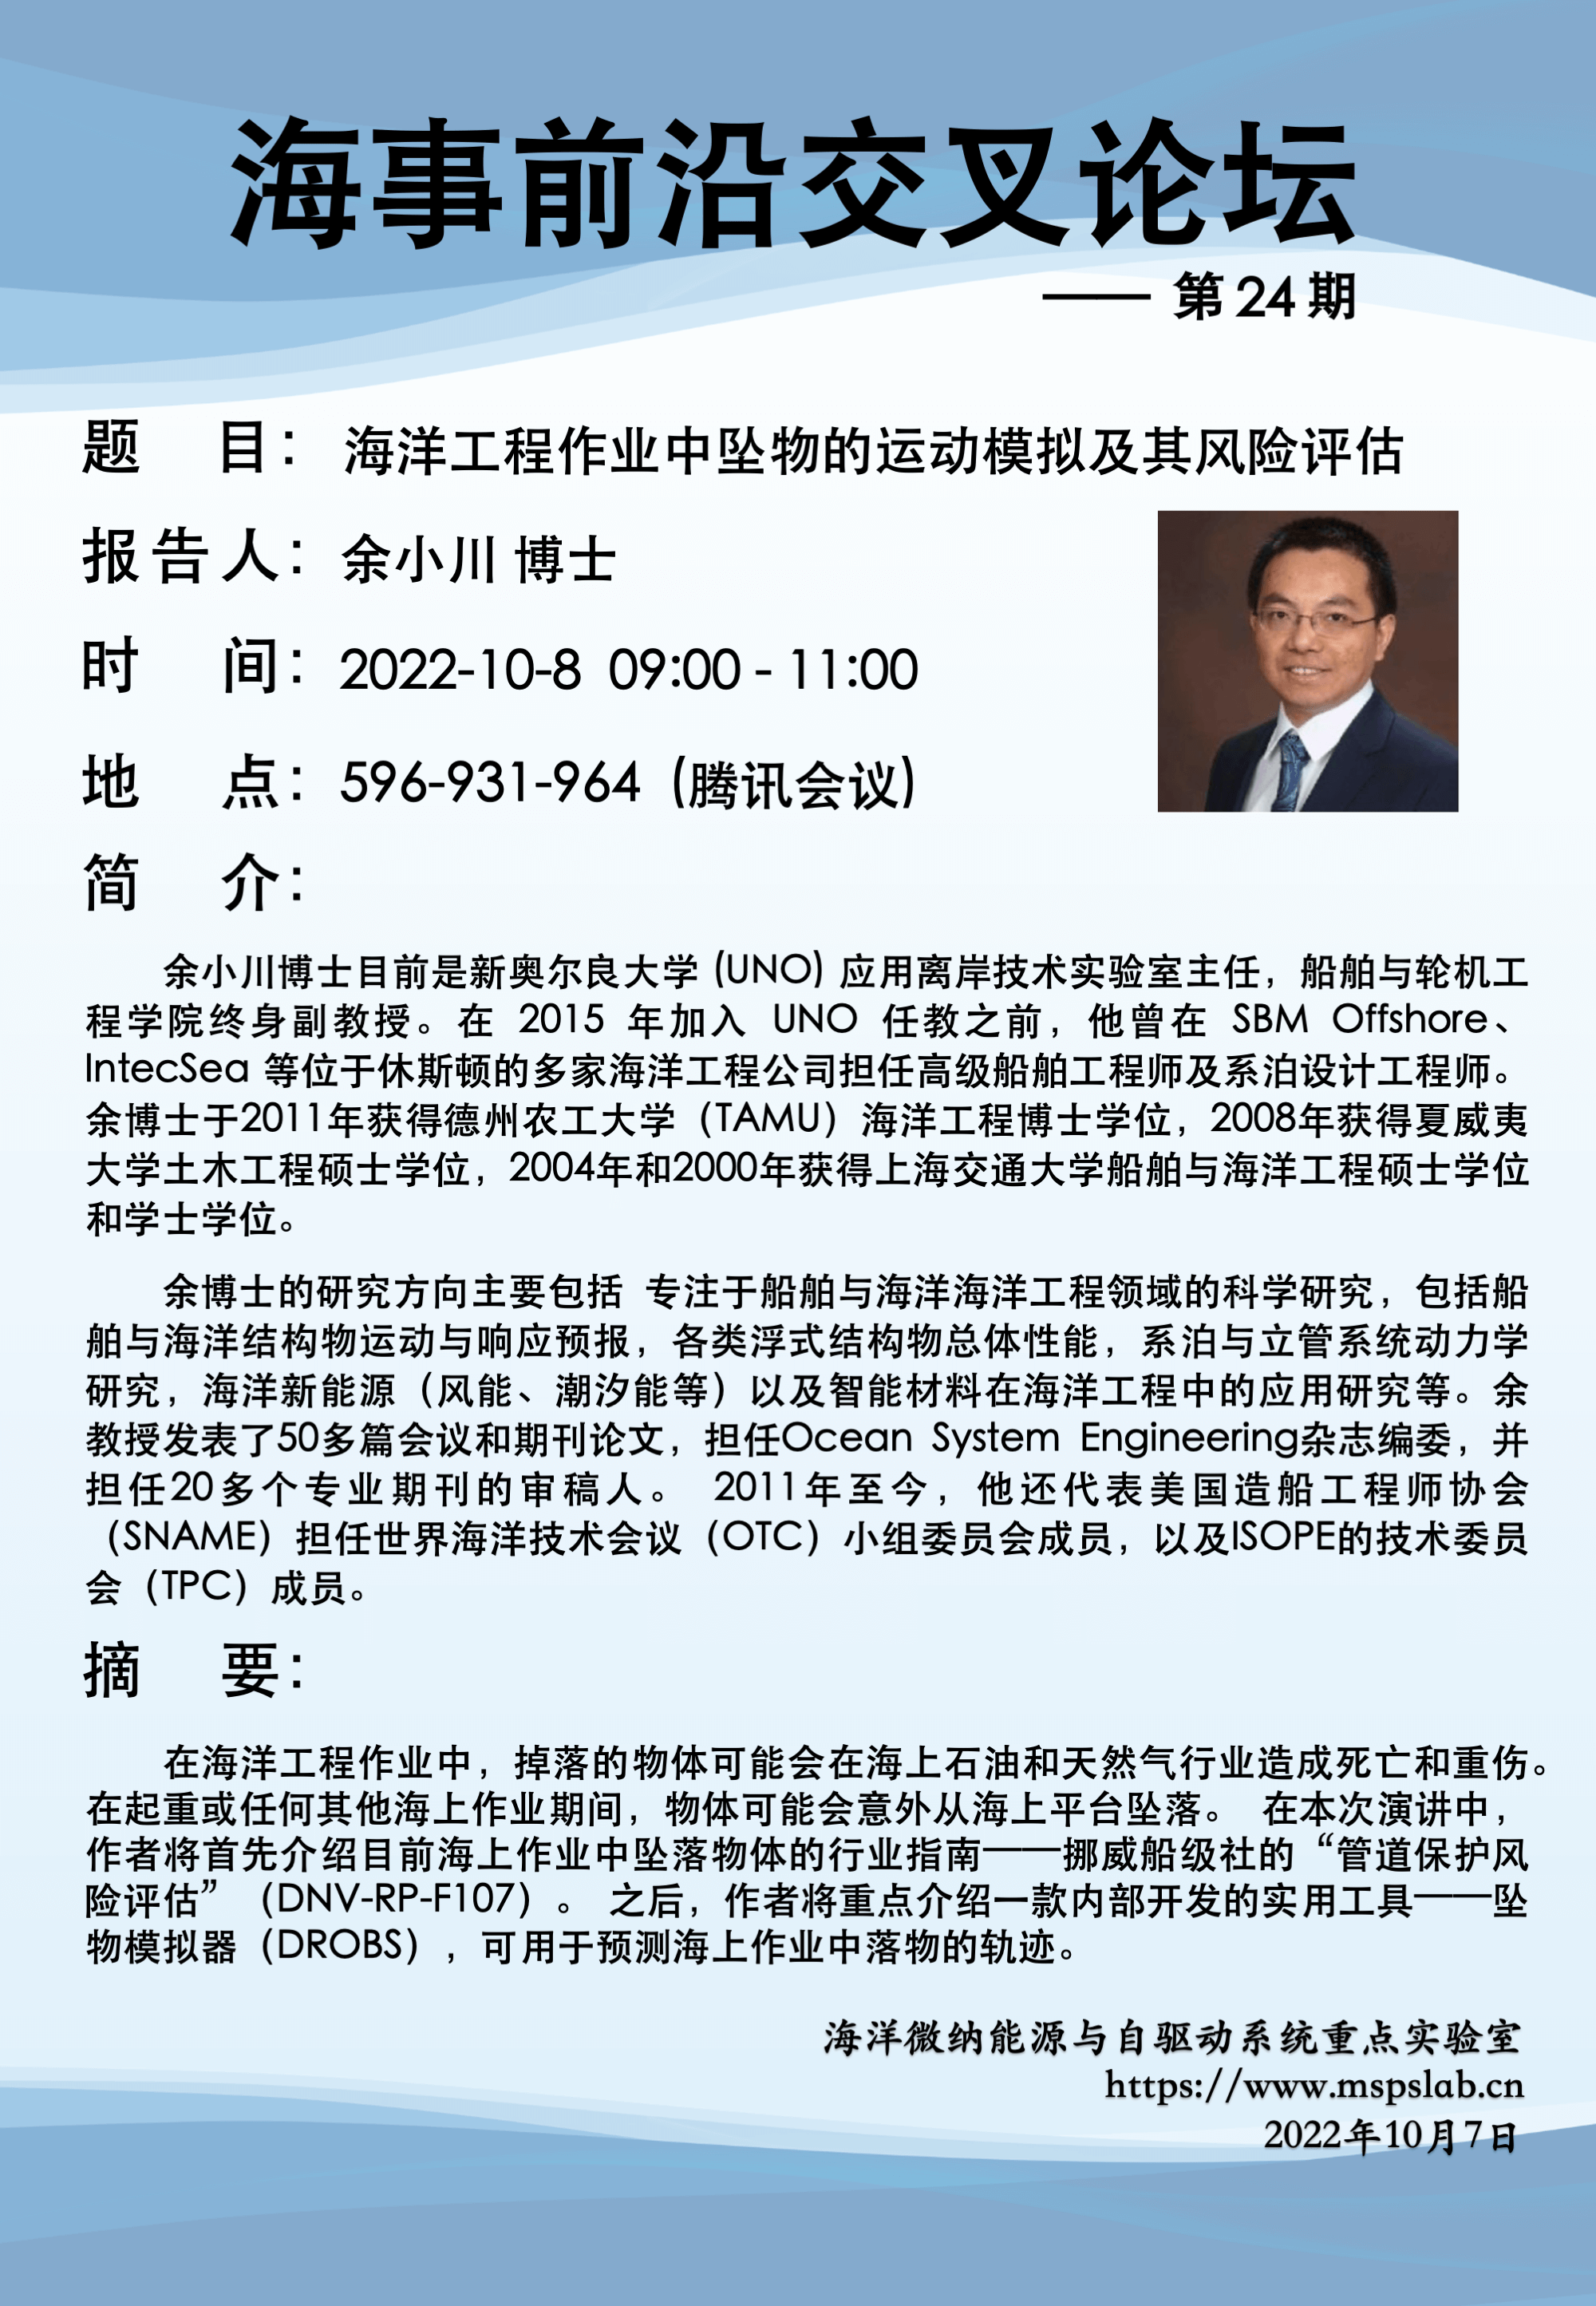 海事前沿交叉论坛
—— 第 24 期
题 目： 海洋工程作业中坠物的运动模拟及其风险评估
报告人： 余小川 博士
时 间： 2022-10-8 09:00 - 11:00
地 点： 596-931-964 (腾讯会议)
简 介：
余小川博士目前是新奥尔良大学 (UNO) 应用离岸技术实验室主任，船舶与轮机工
程学院终身副教授。在 2015 年加入 UNO 任教之前，他曾在 SBM Offshore、
IntecSea 等位于休斯顿的多家海洋工程公司担任高级船舶工程师及系泊设计工程师。
余博士于2011年获得德州农工大学（TAMU）海洋工程博士学位，2008年获得夏威夷
大学土木工程硕士学位，2004年和2000年获得上海交通大学船舶与海洋工程硕士学位
和学士学位。
余博士的研究方向主要包括 专注于船舶与海洋海洋工程领域的科学研究，包括船
舶与海洋结构物运动与响应预报，各类浮式结构物总体性能，系泊与立管系统动力学
研究，海洋新能源（风能、潮汐能等）以及智能材料在海洋工程中的应用研究等。余
教授发表了50多篇会议和期刊论文，担任Ocean System Engineering杂志编委，并
担任20多个专业期刊的审稿人。 2011年至今，他还代表美国造船工程师协会
（SNAME）担任世界海洋技术会议（OTC）小组委员会成员，以及ISOPE的技术委员
会（TPC）成员。
摘 要：
在海洋工程作业中，掉落的物体可能会在海上石油和天然气行业造成死亡和重伤。
在起重或任何其他海上作业期间，物体可能会意外从海上平台坠落。 在本次演讲中，
作者将首先介绍目前海上作业中坠落物体的行业指南——挪威船级社的“管道保护风
险评估”（DNV-RP-F107）。 之后，作者将重点介绍一款内部开发的实用工具——坠
物模拟器（DROBS），可用于预测海上作业中落物的轨迹。
海洋微纳能源与自驱动系统重点实验室
https://www.mspslab.cn
2022年10月7日